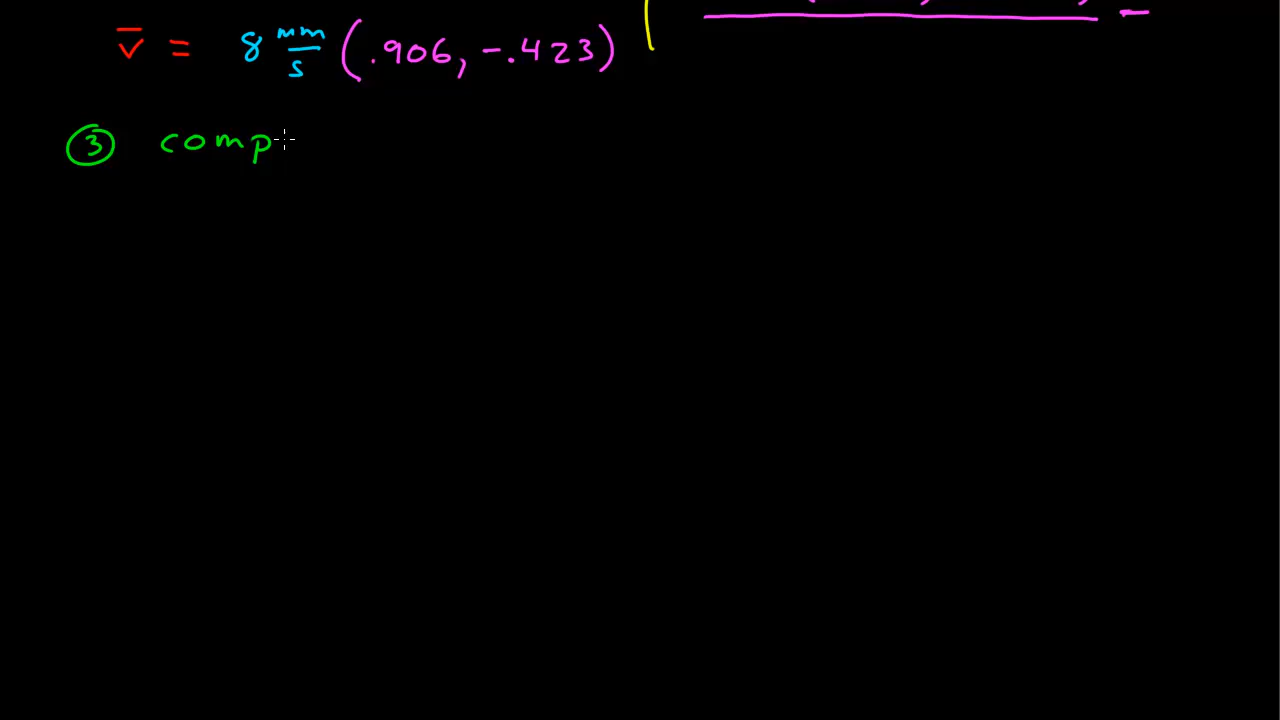 v̅ = 8 mm/s (.906, -.423)
③ comp